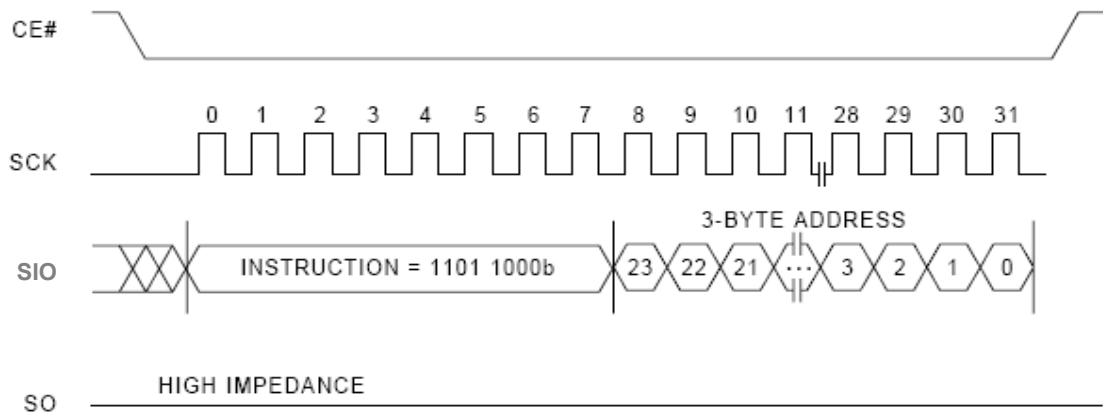 CE#
0 1 2 3 4 5 6 7 8 9 10 11 28 29 30 31
SCK
3-BYTE ADDRESS
SIO INSTRUCTION = 1101 1000b 23 22 21 ... 3 2 1 0
HIGH IMPEDANCE
SO